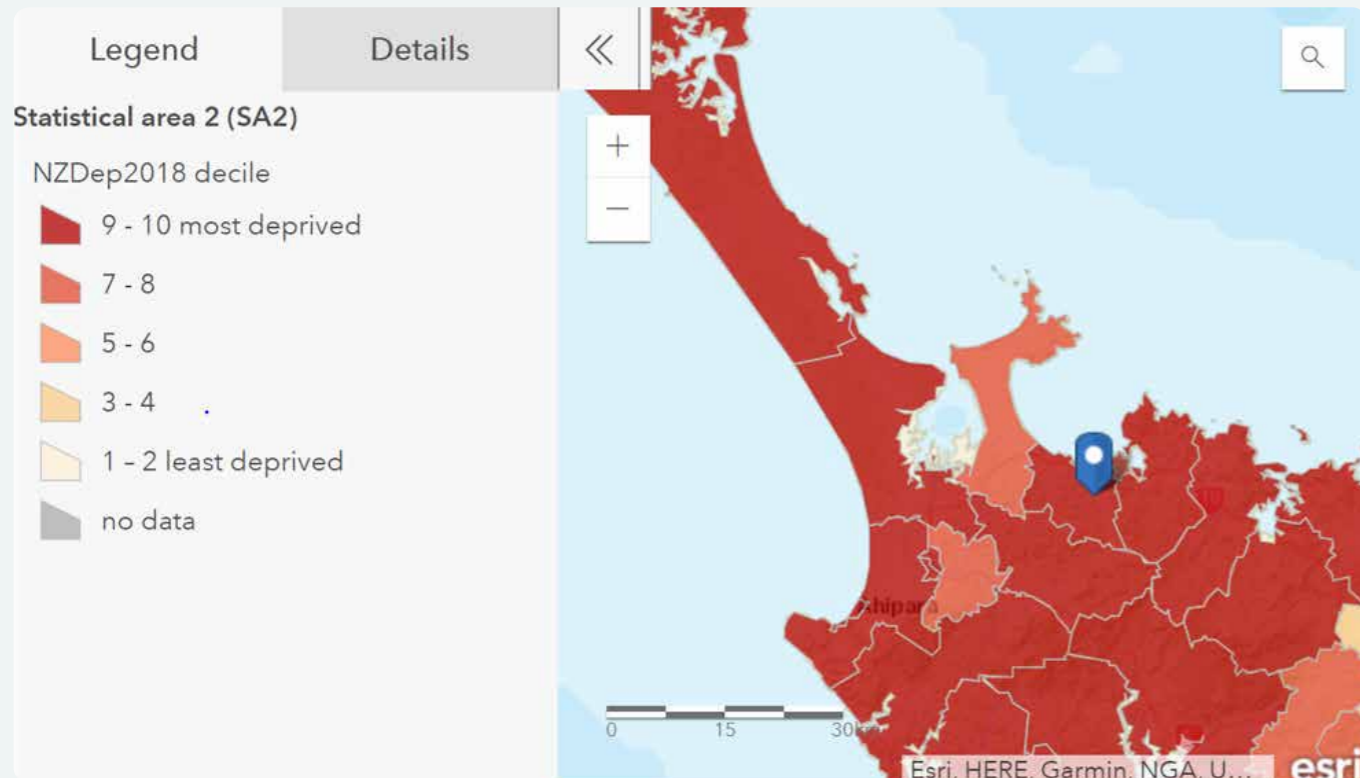 Legend
Details
Statistical area 2 (SA2)
NZDep2018 decile
9 - 10 most deprived
7 - 8
5 - 6
3 - 4
1 – 2 least deprived
no data
+
−
Ahipara
0 15 30km
Esri, HERE, Garmin, NGA, U...
esri